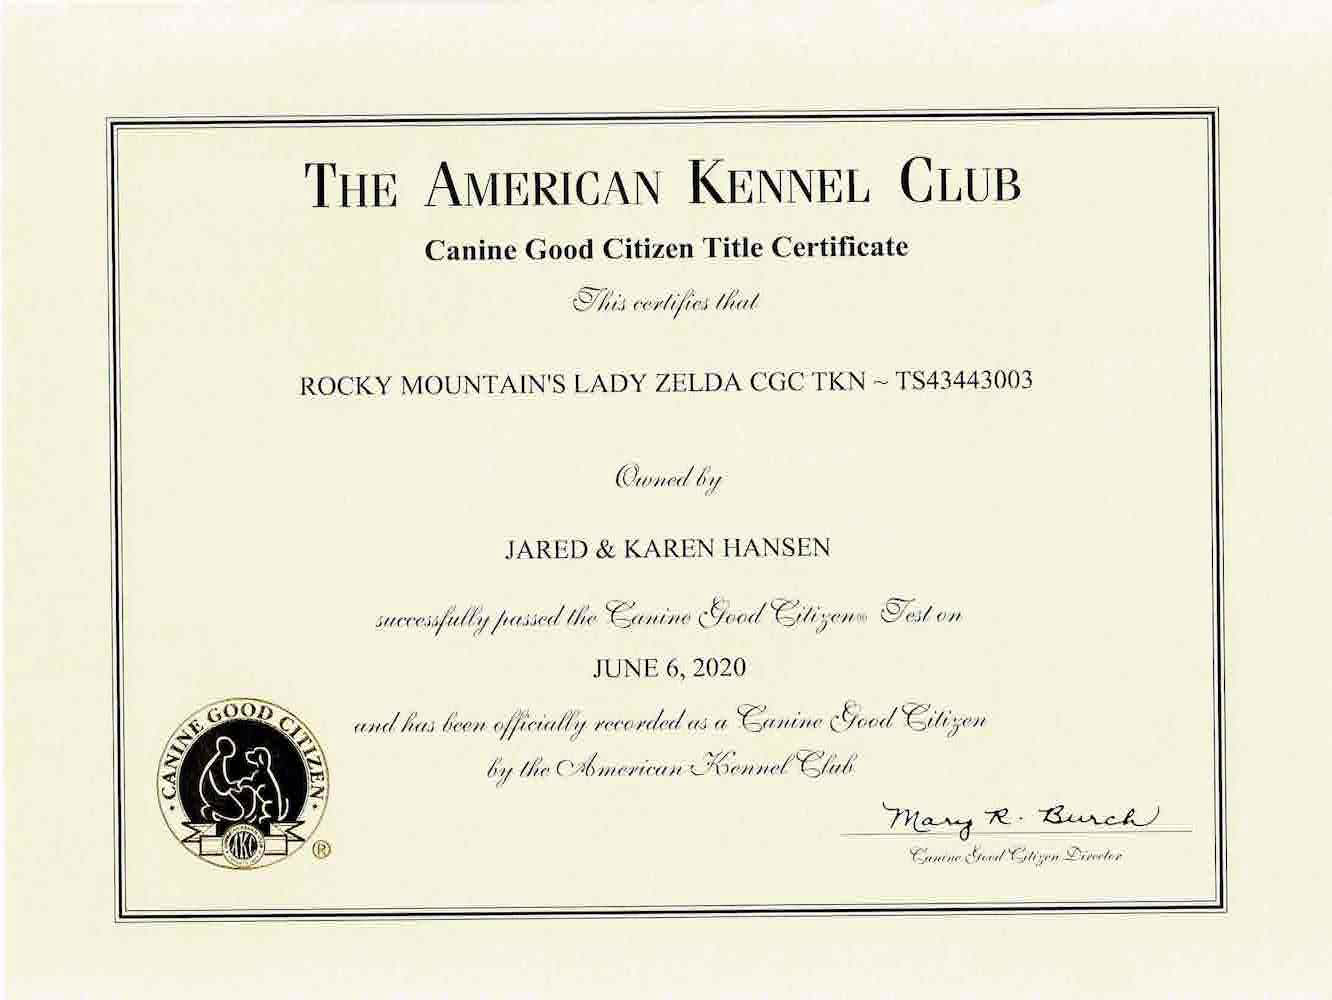 THE AMERICAN KENNEL CLUB
Canine Good Citizen Title Certificate
This certifies that
ROCKY MOUNTAIN'S LADY ZELDA CGC TKN ~ TS43443003
Owned by
JARED & KAREN HANSEN
successfully passed the Canine Good Citizen® Test on
JUNE 6, 2020
and has been officially recorded as a Canine Good Citizen
by the American Kennel Club
· CANINE GOOD CITIZEN ·
AKC
®
Mary R. Burch
Canine Good Citizen Director